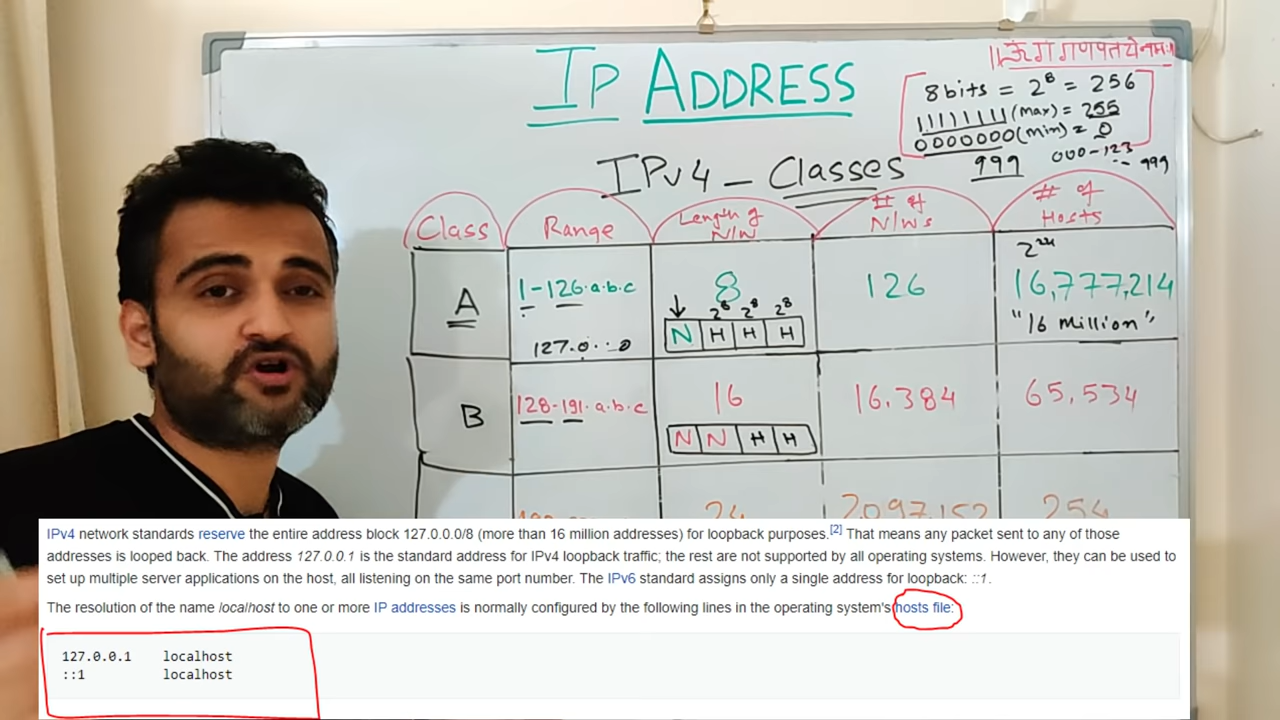 IP ADDRESS
॥ ॐ गं गणपतये नमः ॥
8 bits = 2⁸ = 256
11111111 (max) = 255
00000000 (min) = 0
999 000-123
-- 999
IPv4 - Classes
Class Range Length of N/W # of N/Ws # of Hosts
A 1-126.a.b.c 8 126 2²⁴
16,777,214
2⁸ 2⁸ 2⁸
N H H H
"16 Million"
127.0...0
B 128-191.a.b.c 16 16,384 65,534
N N H H
24 2,097,152 254
IPv4 network standards reserve the entire address block 127.0.0.0/8 (more than 16 million addresses) for loopback purposes.[2] That means any packet sent to any of those
addresses is looped back. The address 127.0.0.1 is the standard address for IPv4 loopback traffic; the rest are not supported by all operating systems. However, they can be used to
set up multiple server applications on the host, all listening on the same port number. The IPv6 standard assigns only a single address for loopback: ::1.
The resolution of the name localhost to one or more IP addresses is normally configured by the following lines in the operating system's hosts file:
127.0.0.1 localhost
::1 localhost